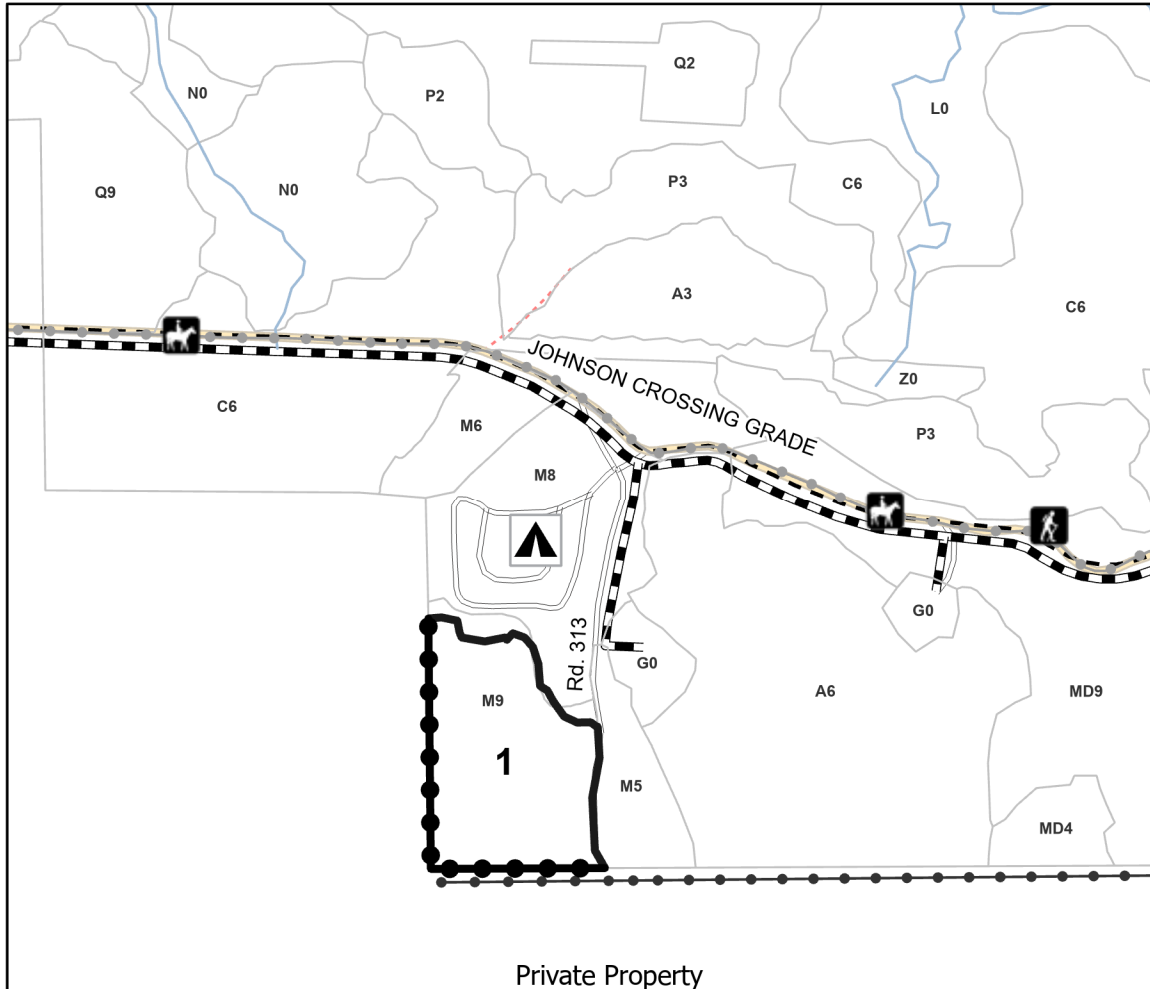 Q2
N0
P2
L0
P3
C6
Q9
N0
A3
C6
JOHNSON CROSSING GRADE
Z0
C6
M6
P3
M8
G0
Rd. 313
G0
A6
MD9
M9
1
M5
MD4
Private Property